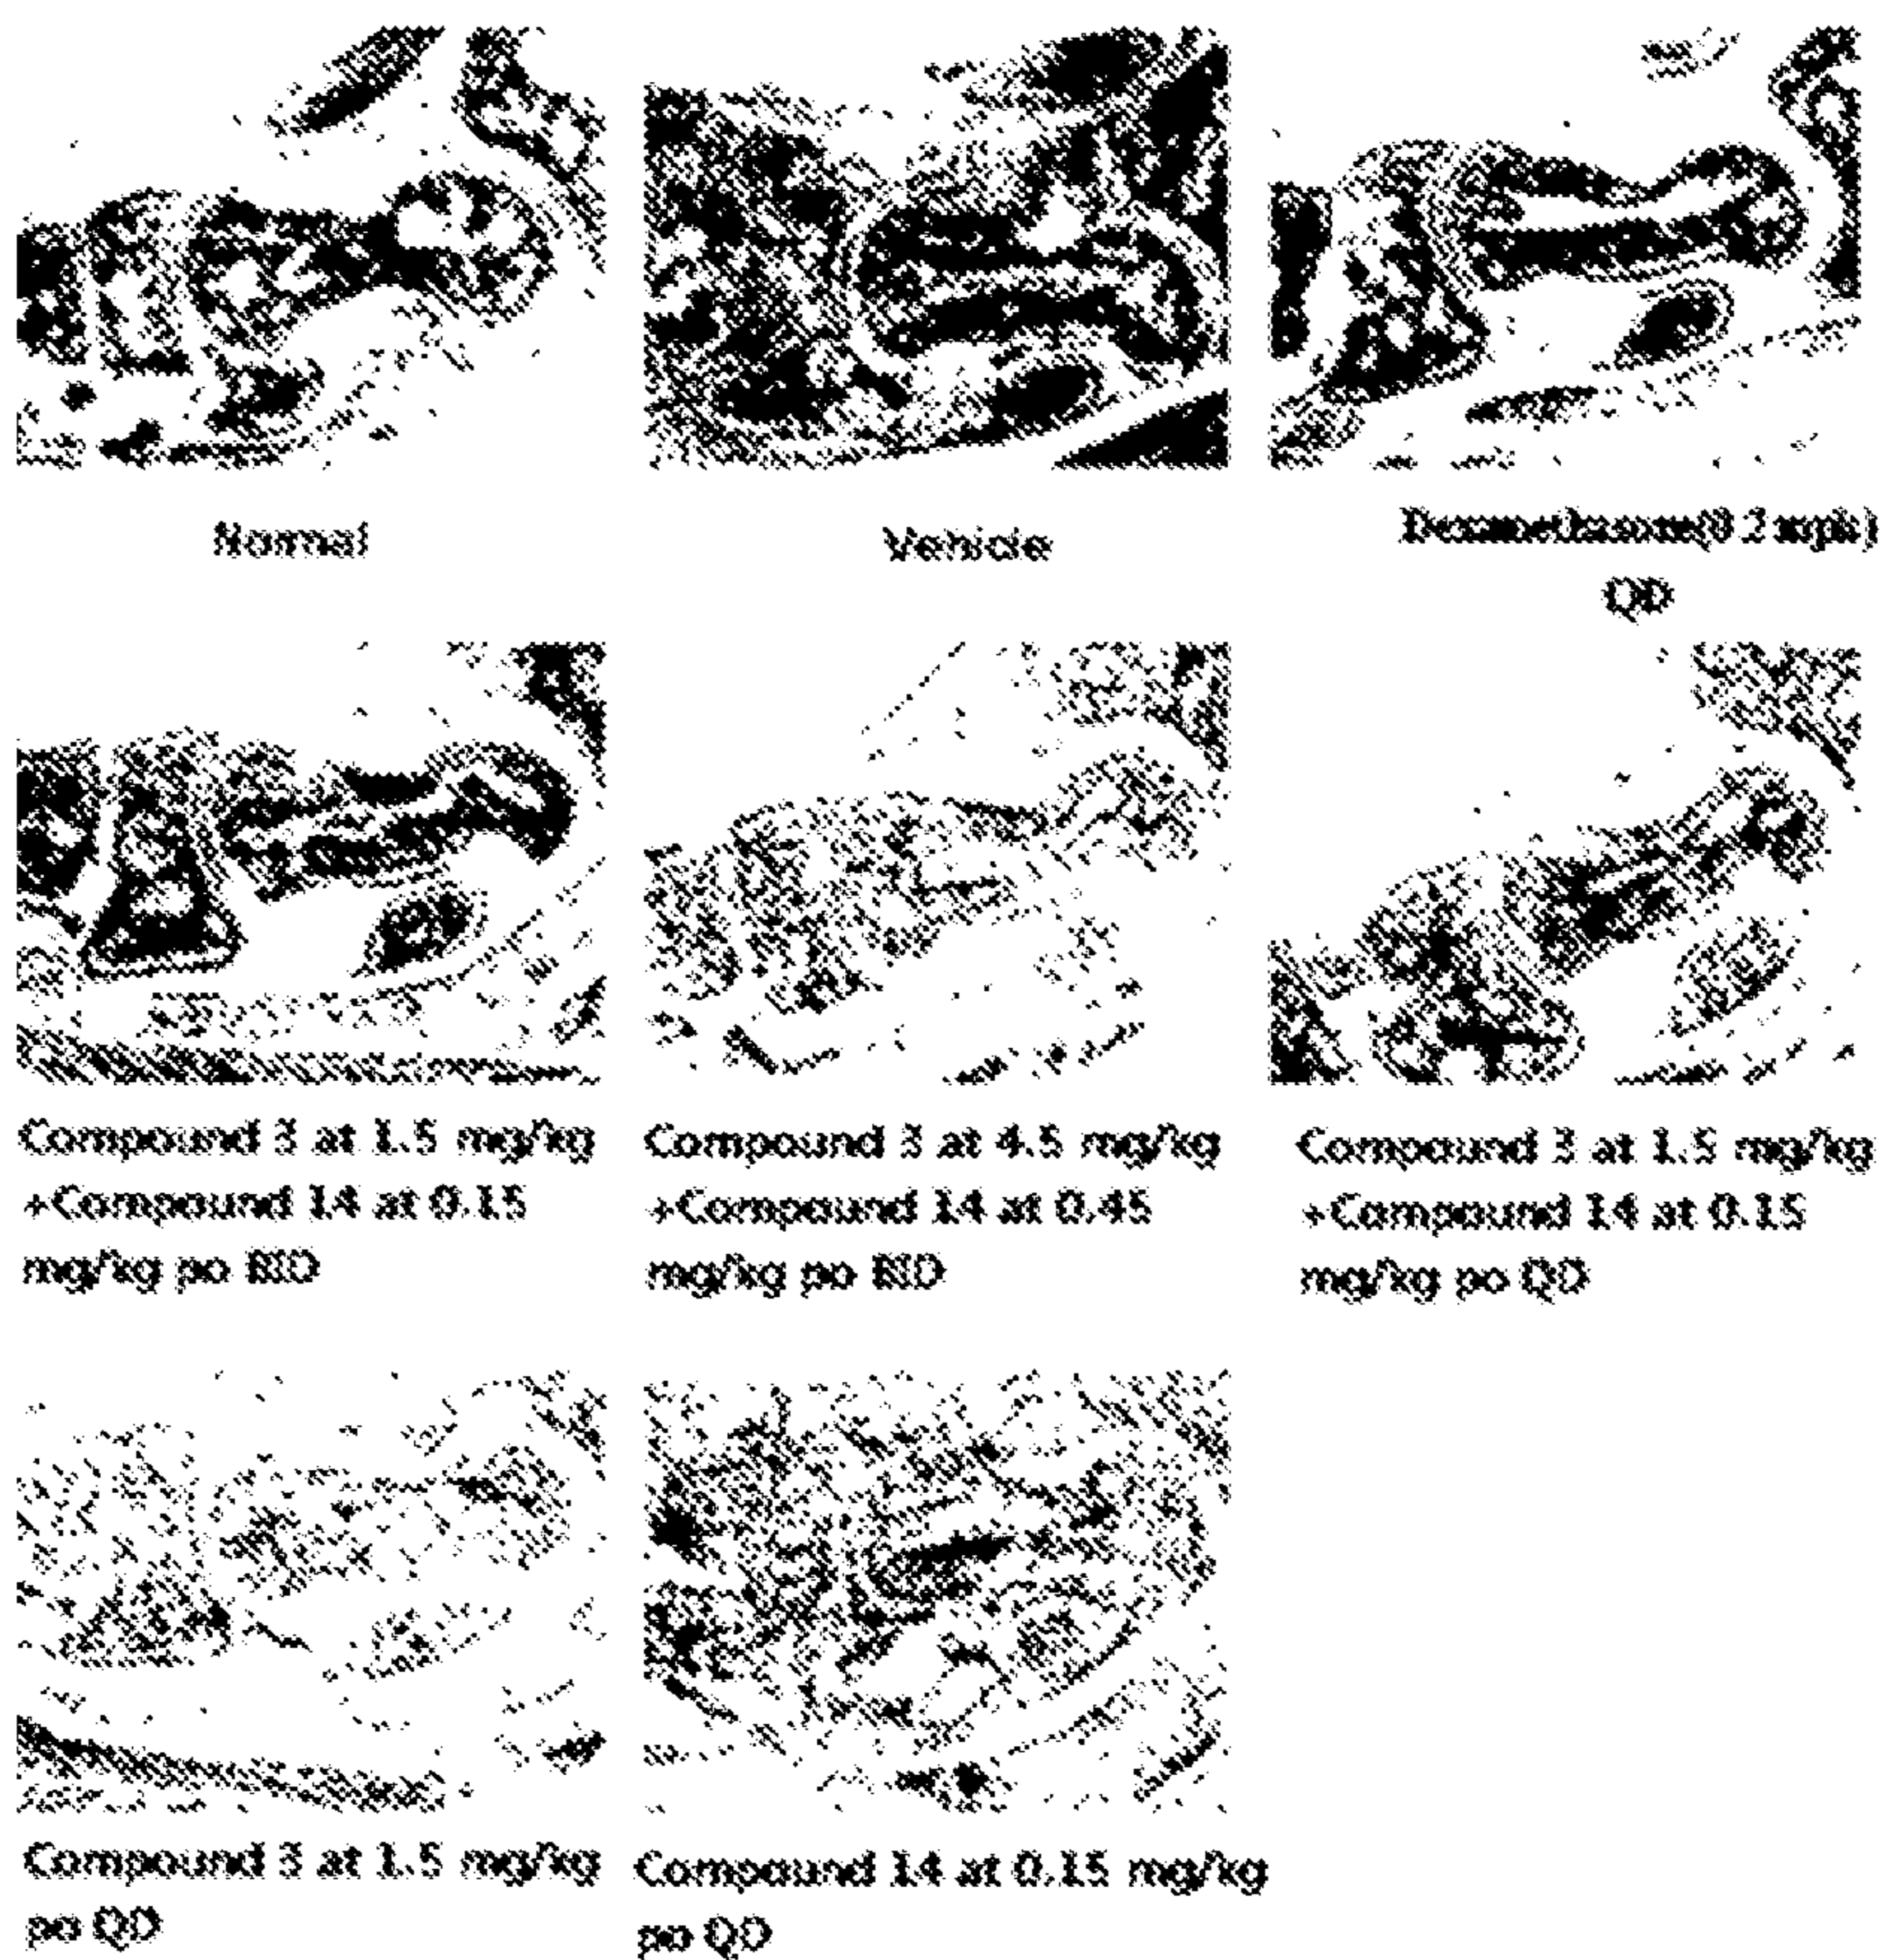 Normal
Vehicle
Dexamethasone(0.2mpk)
QD
Compound 3 at 1.5 mg/kg
+Compound 14 at 0.15
mg/kg po BID
Compound 3 at 4.5 mg/kg
+Compound 14 at 0.45
mg/kg po BID
Compound 3 at 1.5 mg/kg
+Compound 14 at 0.15
mg/kg po QD
Compound 3 at 1.5 mg/kg
po QD
Compound 14 at 0.15 mg/kg
po QD